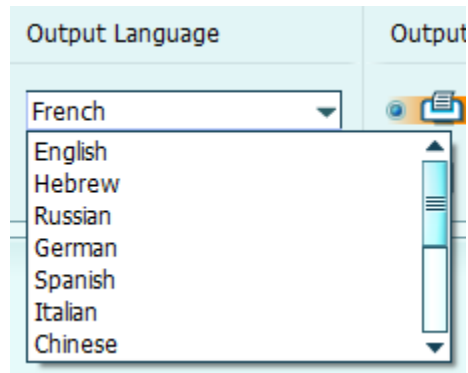 Output Language
Output
French
English
Hebrew
Russian
German
Spanish
Italian
Chinese